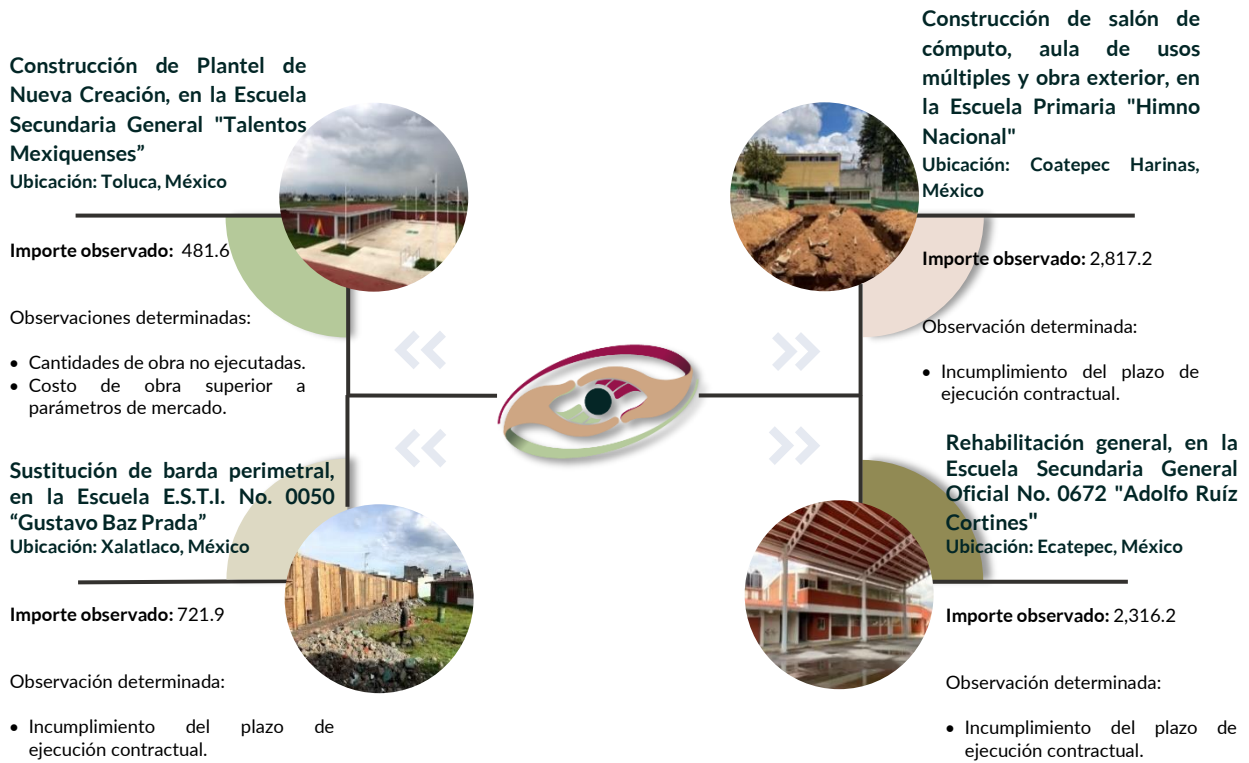 Construcción de Plantel de
Nueva Creación, en la Escuela
Secundaria General "Talentos
Mexiquenses”
Ubicación: Toluca, México
Importe observado: 481.6
Observaciones determinadas:
• Cantidades de obra no ejecutadas.
• Costo de obra superior a
parámetros de mercado.
Construcción de salón de
cómputo, aula de usos
múltiples y obra exterior, en
la Escuela Primaria "Himno
Nacional"
Ubicación: Coatepec Harinas,
México
Importe observado: 2,817.2
Observación determinada:
• Incumplimiento del plazo de
ejecución contractual.
Sustitución de barda perimetral,
en la Escuela E.S.T.I. No. 0050
“Gustavo Baz Prada”
Ubicación: Xalatlaco, México
Importe observado: 721.9
Observación determinada:
• Incumplimiento del plazo de
ejecución contractual.
Rehabilitación general, en la
Escuela Secundaria General
Oficial No. 0672 "Adolfo Ruíz
Cortines"
Ubicación: Ecatepec, México
Importe observado: 2,316.2
Observación determinada:
• Incumplimiento del plazo de
ejecución contractual.